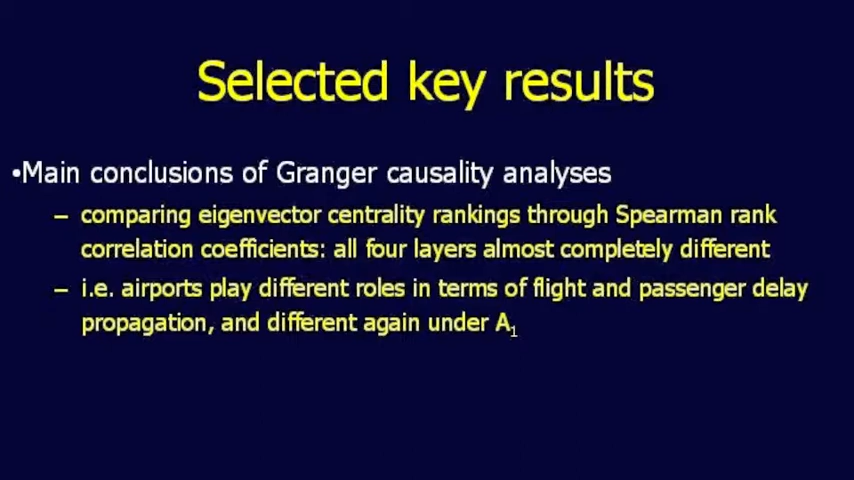 Selected key results
•Main conclusions of Granger causality analyses
– comparing eigenvector centrality rankings through Spearman rank
correlation coefficients: all four layers almost completely different
– i.e. airports play different roles in terms of flight and passenger delay
propagation, and different again under A₁